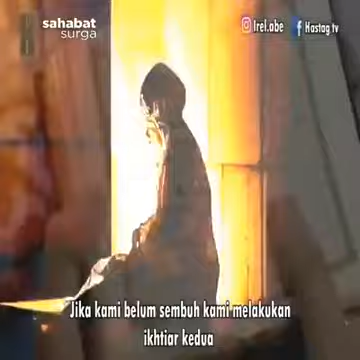 sahabat
surga
Irel.abe
Hastag tv
"Jika kami belum sembuh kami melakukan
ikhtiar kedua